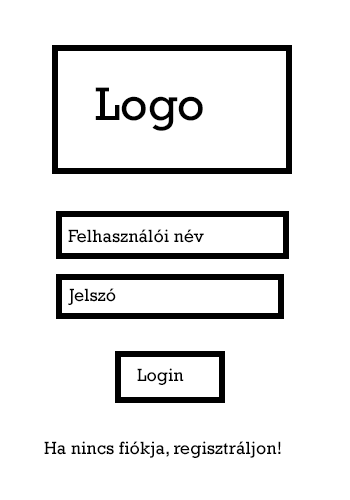 Logo
Felhasználói név
Jelszó
Login
Ha nincs fiókja, regisztráljon!